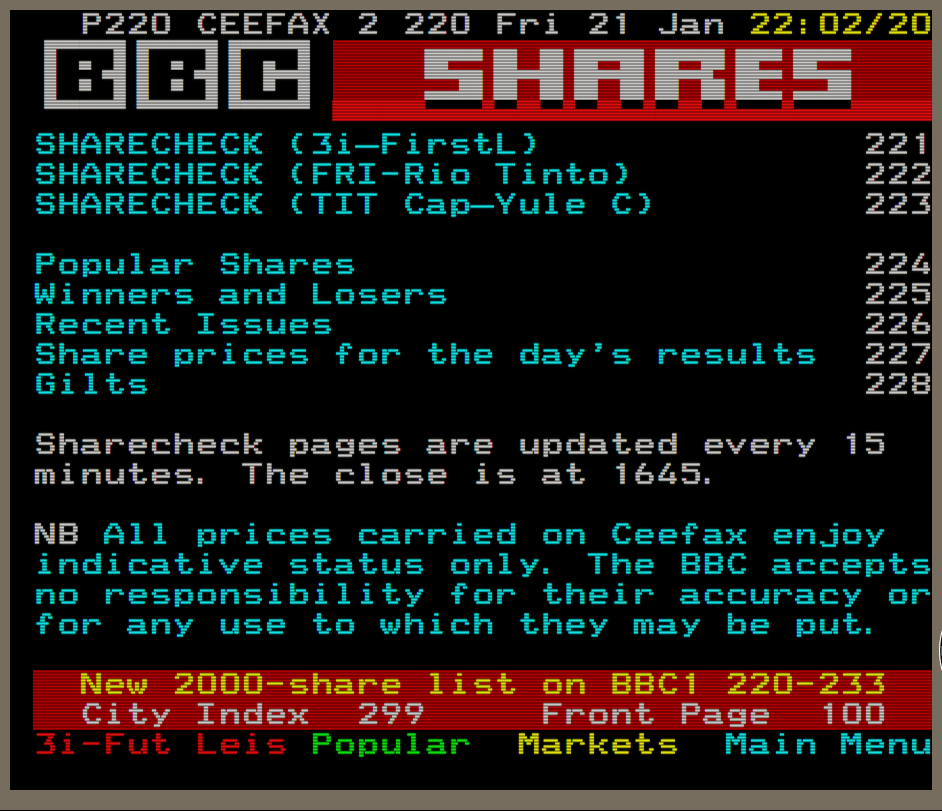 P220 CEEFAX 2 220 Fri 21 Jan 22:02/20
BBC SHARES
SHARECHECK (3i—FirstL) 221
SHARECHECK (FRI-Rio Tinto) 222
SHARECHECK (TIT Cap—Yule C) 223
Popular Shares 224
Winners and Losers 225
Recent Issues 226
Share prices for the day's results 227
Gilts 228
Sharecheck pages are updated every 15
minutes. The close is at 1645.
NB All prices carried on Ceefax enjoy
indicative status only. The BBC accepts
no responsibility for their accuracy or
for any use to which they may be put.
New 2000-share list on BBC1 220-233
City Index 299 Front Page 100
3i-Fut Leis Popular Markets Main Menu